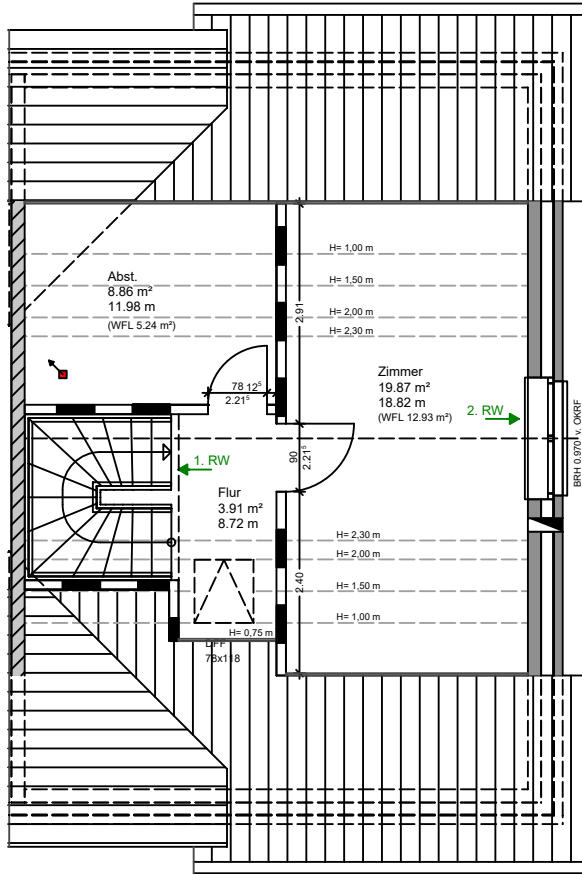 H= 1,00 m
H= 1,50 m
H= 2,00 m
H= 2,30 m
2.91
Abst.
8.86 m²
11.98 m
(WFL 5.24 m²)
Zimmer
19.87 m²
18.82 m
(WFL 12.93 m²)
78 12⁵
2.21⁵
2. RW
BRH 0.970 v. OKRF
1. RW
90
2.21⁵
Flur
3.91 m²
8.72 m
H= 2,30 m
H= 2,00 m
H= 1,50 m
H= 1,00 m
2.40
H= 0,75 m
DFF
78x118